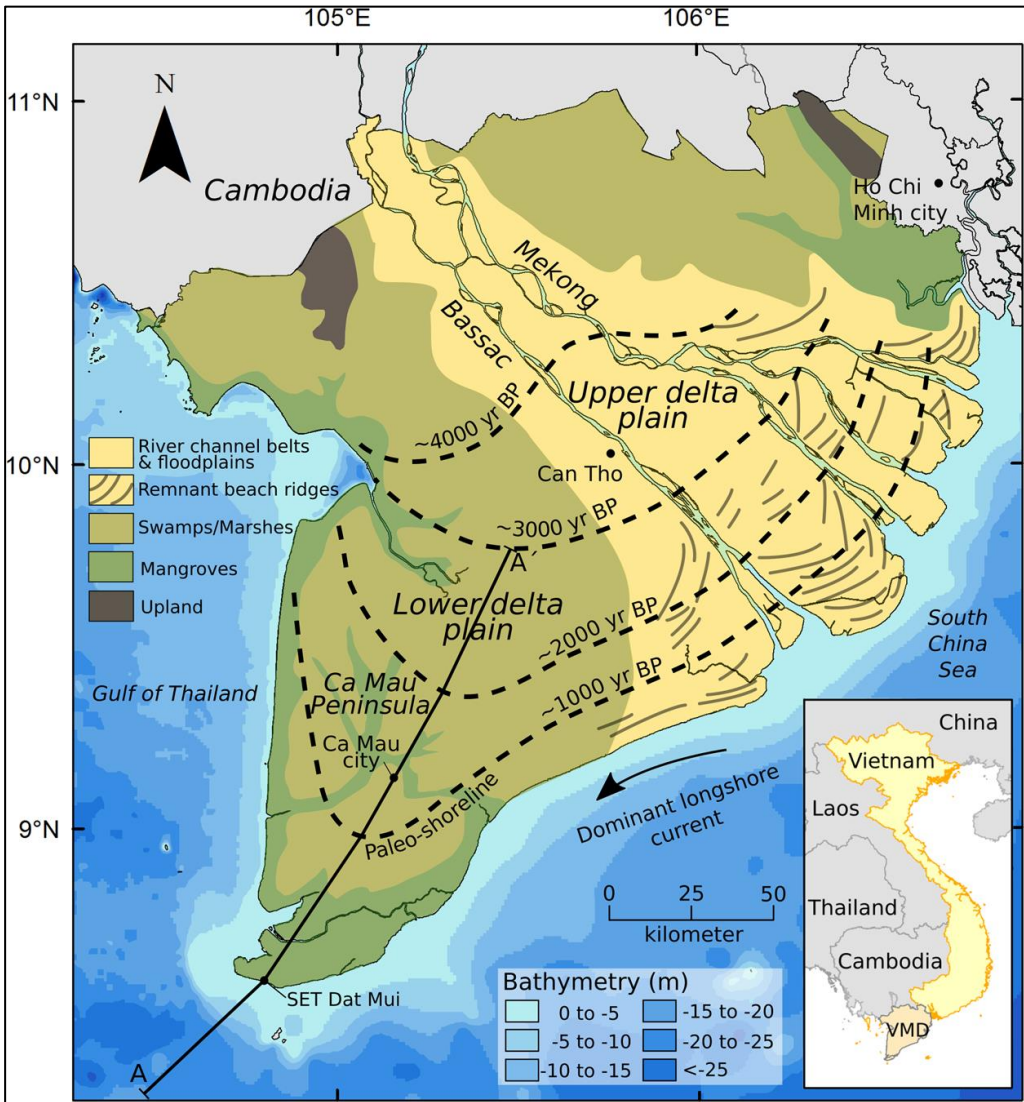 105°E
106°E
11°N
10°N
9°N
N
Cambodia
Ho Chi
Minh city
Mekong
Bassac
Upper delta
plain
~4000 yr BP
Can Tho
~3000 yr BP
A´
River channel belts
& floodplains
Remnant beach ridges
Swamps/Marshes
Mangroves
Upland
Lower delta
plain
~2000 yr BP
~1000 yr BP
South
China
Sea
Gulf of Thailand
Ca Mau
Peninsula
Ca Mau
city
Paleo-shoreline
Dominant longshore
current
0
25
50
kilometer
SET Dat Mui
A
Bathymetry (m)
0 to -5
-5 to -10
-10 to -15
-15 to -20
-20 to -25
<-25
China
Vietnam
Laos
Thailand
Cambodia
VMD